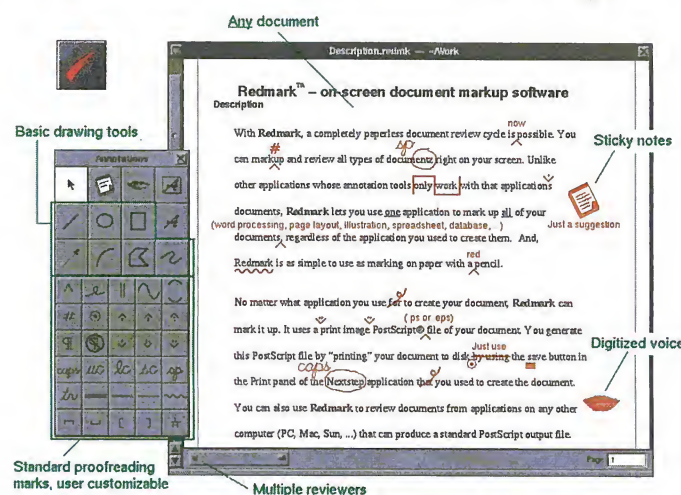 Any document
Description.redmk — ~/Work
Redmark™ – on-screen document markup software
Description
Basic drawing tools
Annotations
now
With Redmark, a completely paperless document review cycle is possible. You
# sp
can markup and review all types of documentz right on your screen. Unlike
Sticky notes
other applications whose annotation tools only work with that applications
documents, Redmark lets you use one application to mark up all of your
(word processing, page layout, illustration, spreadsheet, database, ...)
Just a suggestion
documents, regardless of the application you used to create them. And,
red
Redmark is as simple to use as marking on paper with a pencil.
No matter what application you use for to create your document, Redmark can
(ps or eps)
mark it up. It uses a print image PostScript® file of your document. You generate
Just use
this PostScript file by "printing" your document to disk by using the save button in
Digitized voice
caps
the Print panel of the Nextstep application that you used to create the document.
You can also use Redmark to review documents from applications on any other
computer (PC, Mac, Sun, ...) that can produce a standard PostScript output file.
A
#
¶
caps uc lc sc sp
tr
[ ]
Page 1
Standard proofreading
marks, user customizable
Multiple reviewers